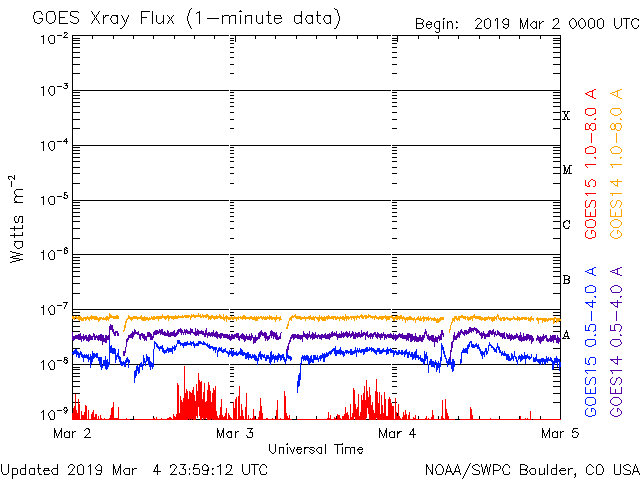 GOES Xray Flux (1-minute data)
Begin: 2019 Mar 2 0000 UTC
10⁻²
10⁻³
10⁻⁴
10⁻⁵
10⁻⁶
10⁻⁷
10⁻⁸
10⁻⁹
Watts m⁻²
X
M
C
B
A
GOES15 1.0-8.0 A
GOES14 1.0-8.0 A
GOES15 0.5-4.0 A
GOES14 0.5-4.0 A
Mar 2 Mar 3 Mar 4 Mar 5
Universal Time
Updated 2019 Mar 4 23:59:12 UTC
NOAA/SWPC Boulder, CO USA